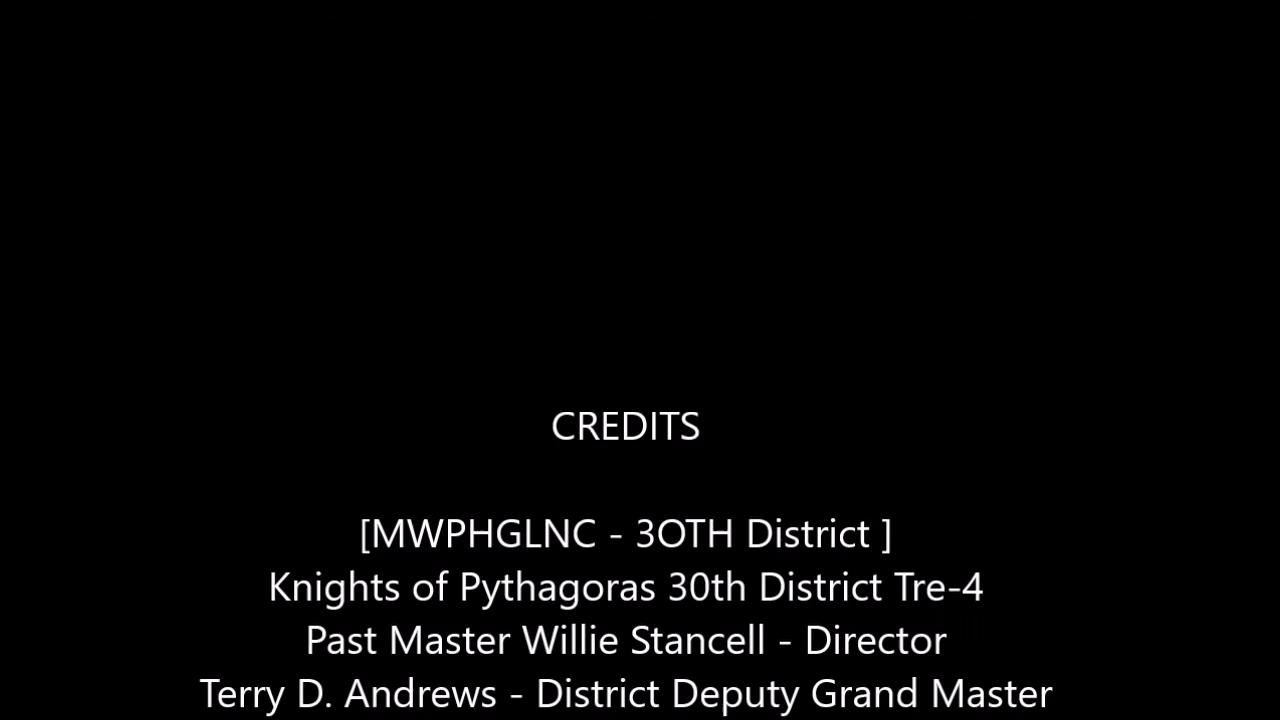 CREDITS
[MWPHGLNC - 3OTH District ]
Knights of Pythagoras 30th District Tre-4
Past Master Willie Stancell - Director
Terry D. Andrews - District Deputy Grand Master